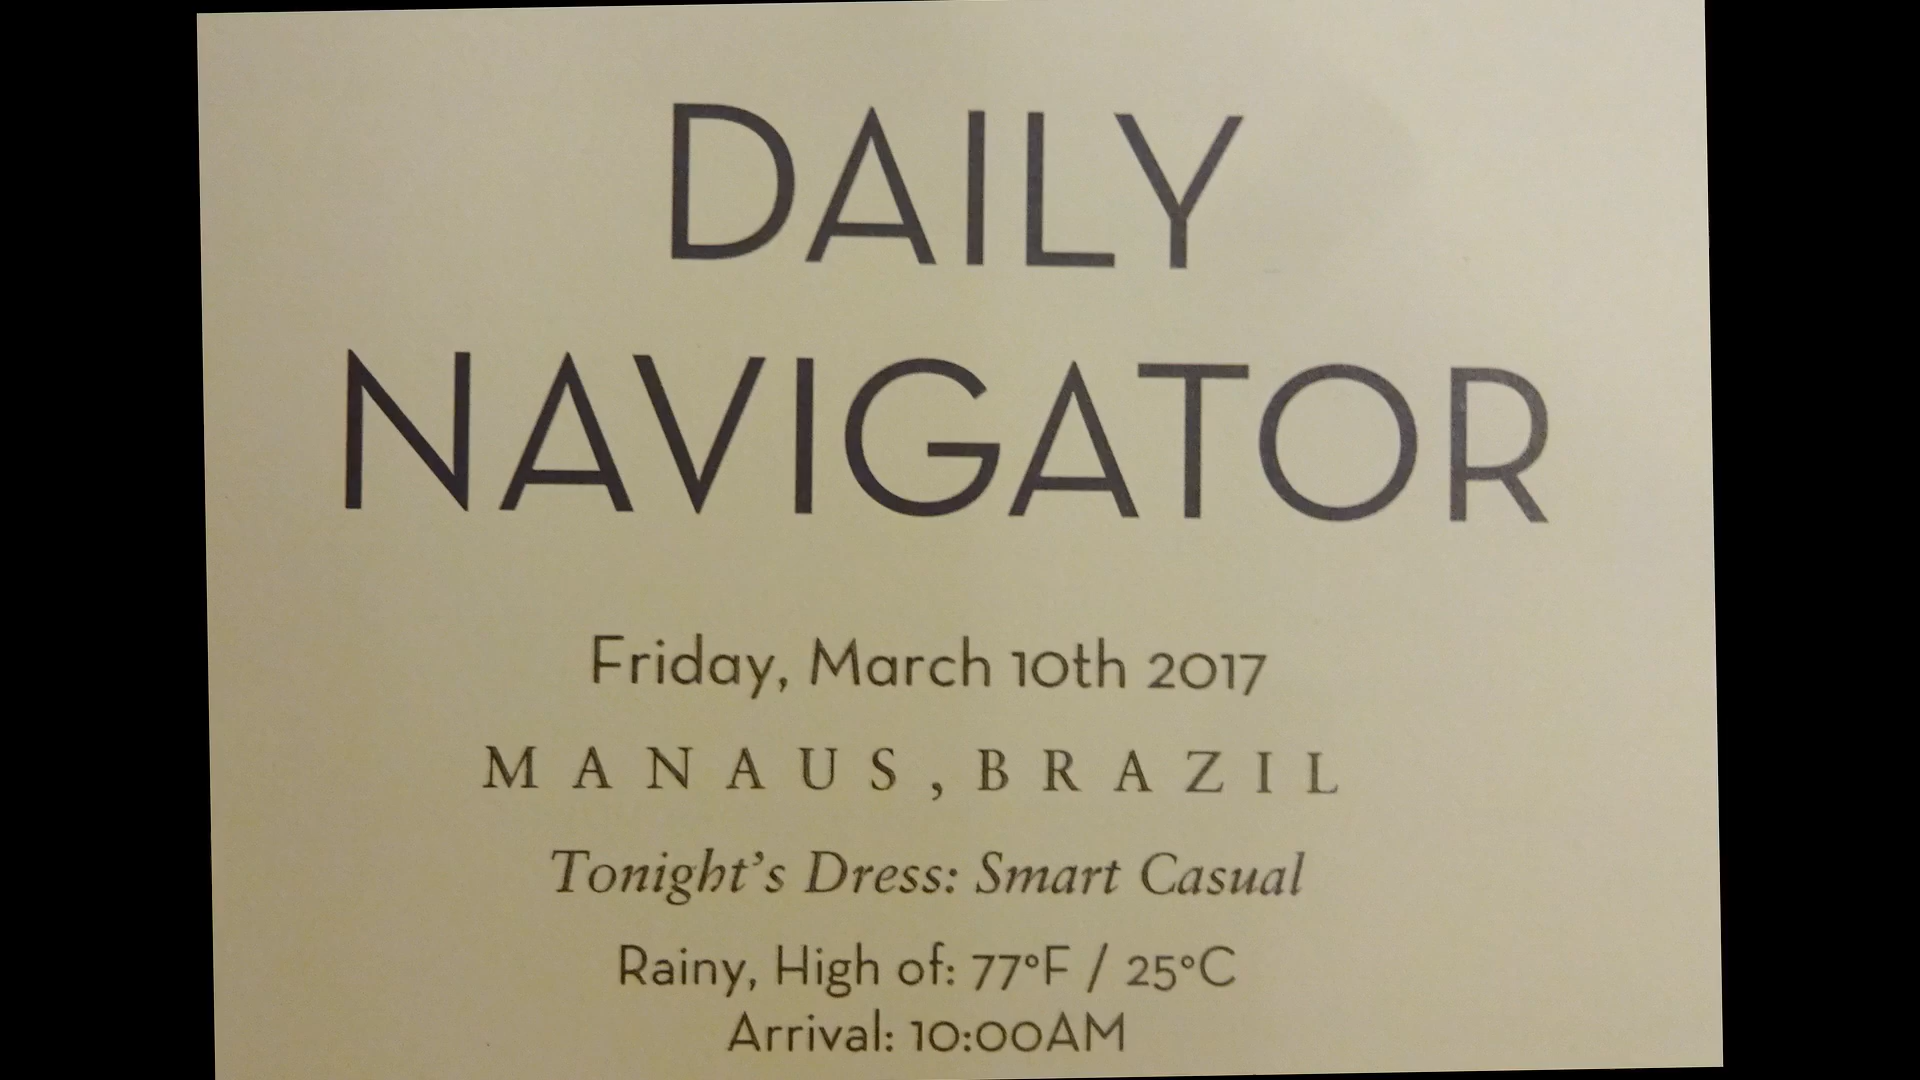 DAILY
NAVIGATOR
Friday, March 10th 2017
MANAUS, BRAZIL
Tonight's Dress: Smart Casual
Rainy, High of: 77°F / 25°C
Arrival: 10:00AM